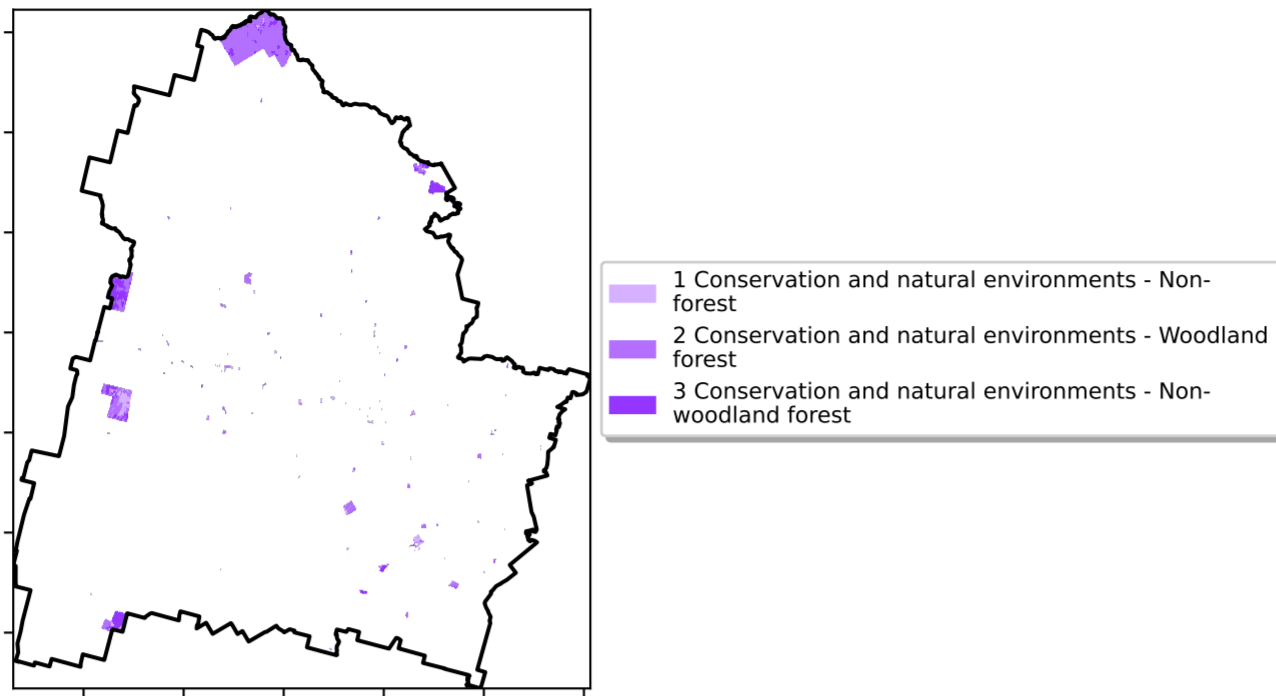 1 Conservation and natural environments - Non-
forest
2 Conservation and natural environments - Woodland
forest
3 Conservation and natural environments - Non-
woodland forest